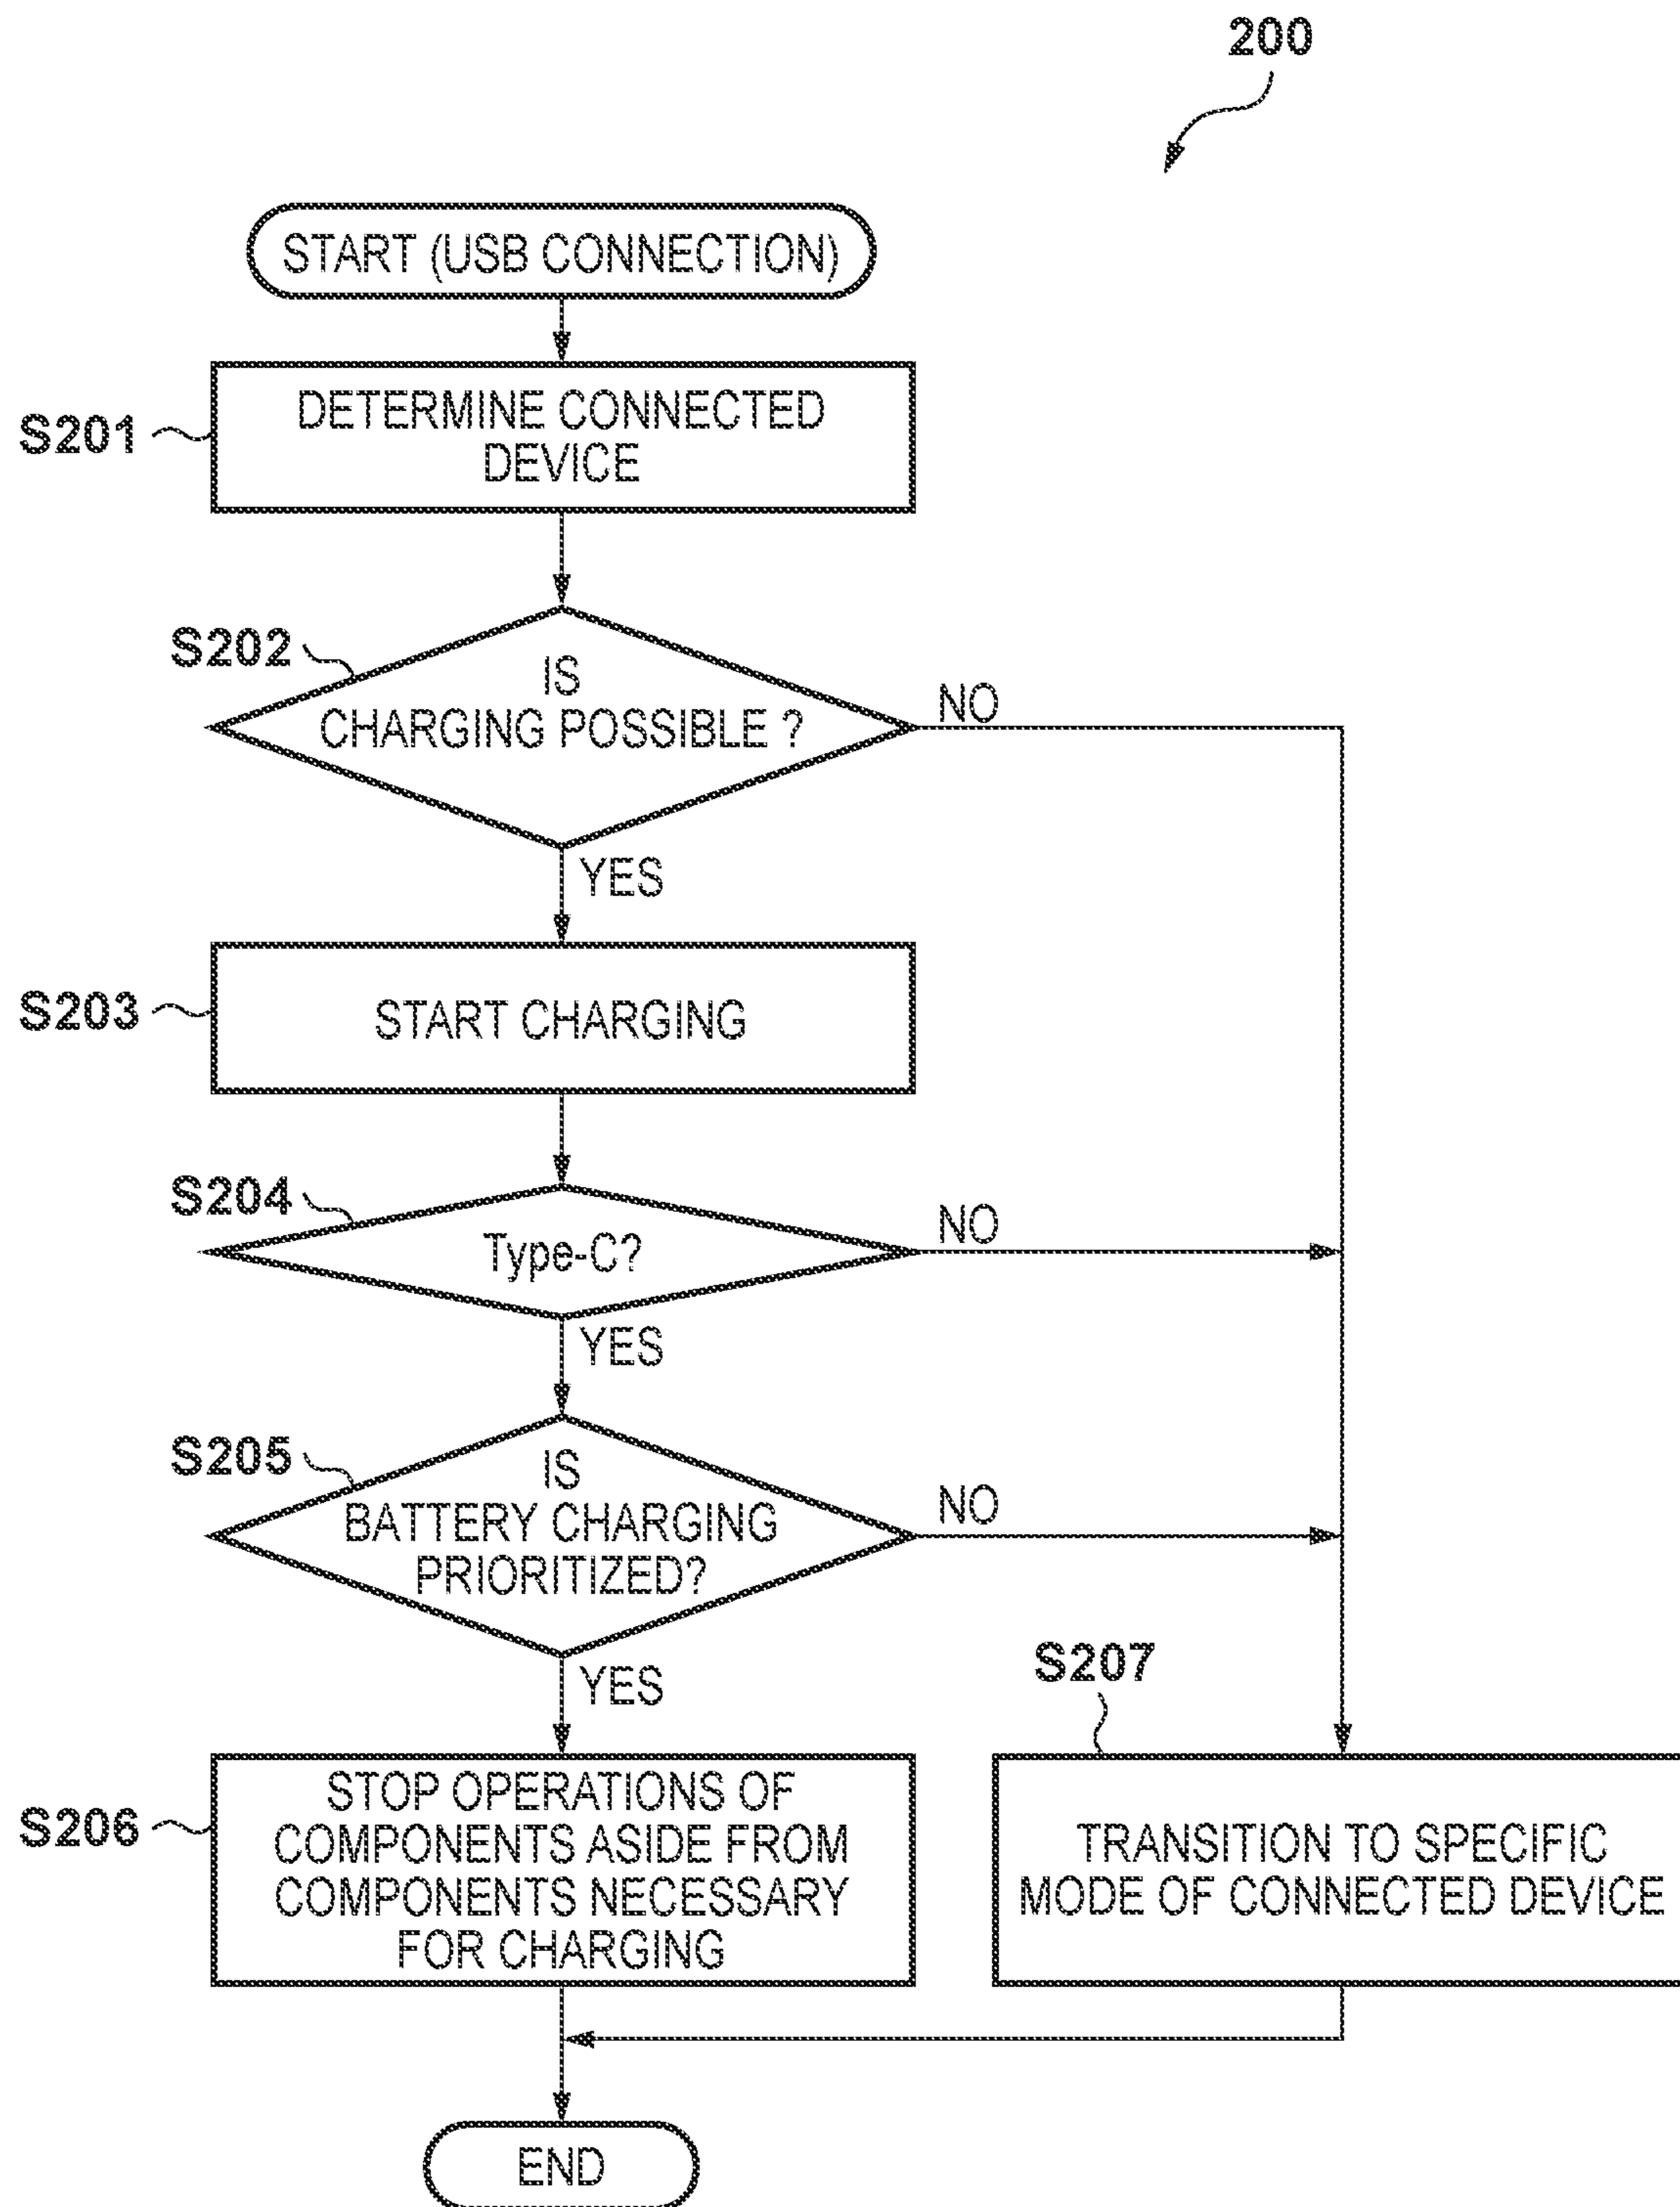 200
START (USB CONNECTION)
S201
DETERMINE CONNECTED
DEVICE
S202
IS
CHARGING POSSIBLE ?
NO
YES
S203
START CHARGING
S204
Type-C?
NO
YES
S205
IS
BATTERY CHARGING
PRIORITIZED?
NO
YES
S206
STOP OPERATIONS OF
COMPONENTS ASIDE FROM
COMPONENTS NECESSARY
FOR CHARGING
S207
TRANSITION TO SPECIFIC
MODE OF CONNECTED DEVICE
END